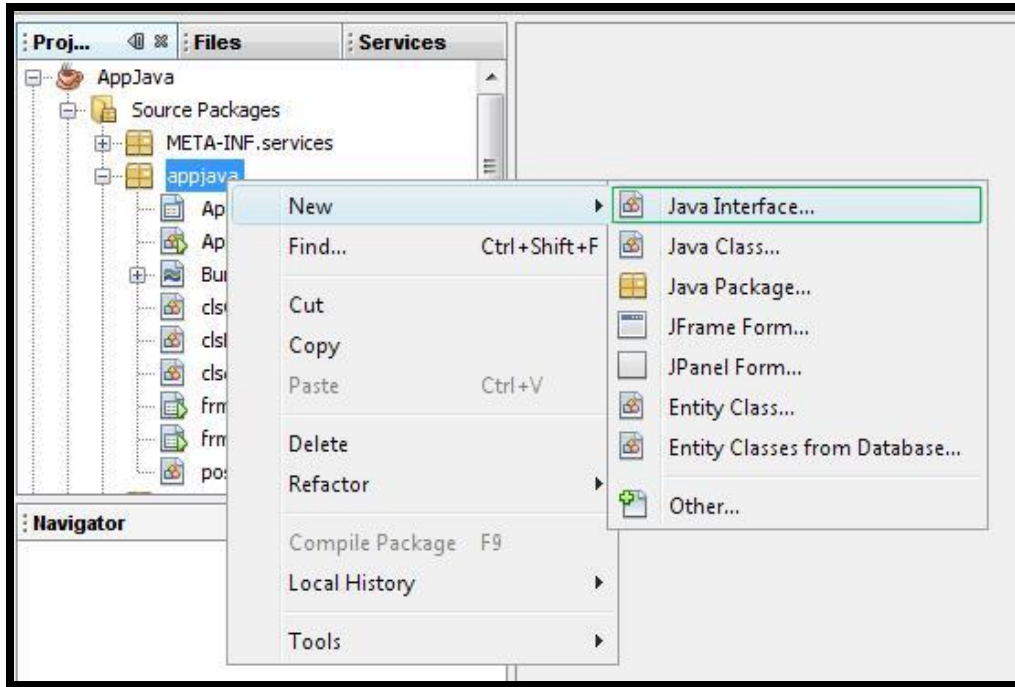 Proj... Files Services
AppJava
Source Packages
META-INF.services
appjava
Ap
Ap
Bu
cls
cls
cls
frm
frm
pos
Navigator
New
Find... Ctrl+Shift+F
Cut
Copy
Paste Ctrl+V
Delete
Refactor
Compile Package F9
Local History
Tools
Java Interface...
Java Class...
Java Package...
JFrame Form...
JPanel Form...
Entity Class...
Entity Classes from Database...
Other...